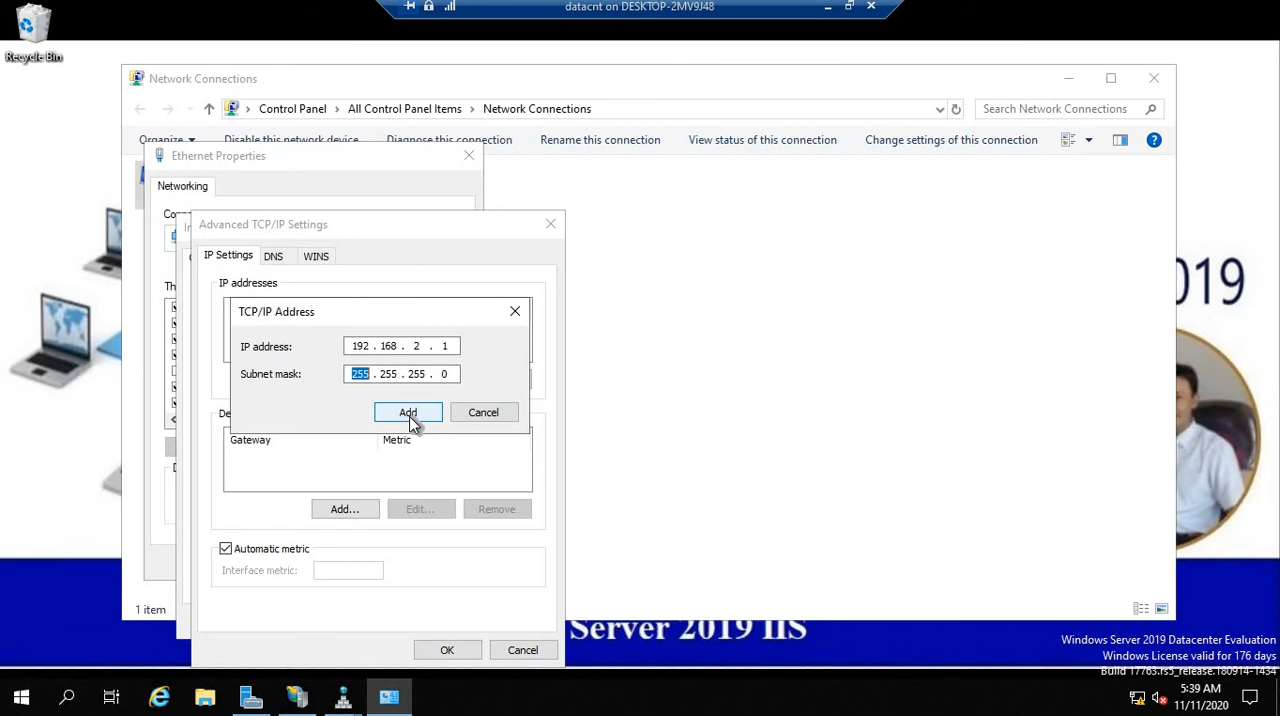 datacnt on DESKTOP-2MV9J48
Recycle Bin
Network Connections
Control Panel > All Control Panel Items > Network Connections
Search Network Connections
Organize
Disable this network device
Diagnose this connection
Rename this connection
View status of this connection
Change settings of this connection
Ethernet Properties
Networking
Advanced TCP/IP Settings
IP Settings
DNS
WINS
IP addresses
TCP/IP Address
IP address:
192 . 168 . 2 . 1
Subnet mask:
255 . 255 . 255 . 0
Add
Cancel
Gateway
Metric
Add...
Edit...
Remove
Automatic metric
Interface metric:
OK
Cancel
1 item
019
Server 2019 IIS
Windows Server 2019 Datacenter Evaluation
Windows License valid for 176 days
Build 17763.rs5_release.180914-1434
5:39 AM
11/11/2020